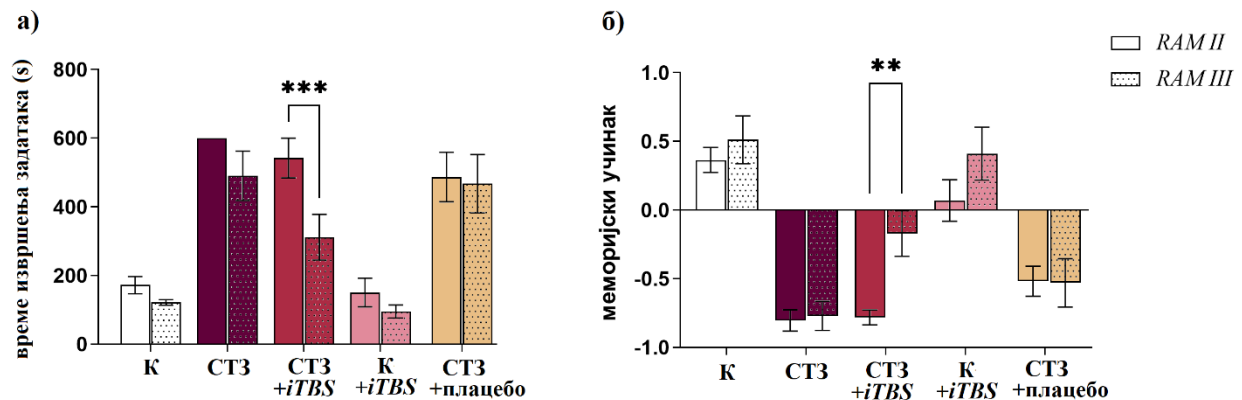 а)
време извршења задатака (s)
800
600
400
200
0
***
К
СТЗ
СТЗ
+iTBS
К
+iTBS
СТЗ
+плацебо
б)
меморијски учинак
1.0
0.5
0.0
-0.5
-1.0
**
К
СТЗ
СТЗ
+iTBS
К
+iTBS
СТЗ
+плацебо
RAM II
RAM III